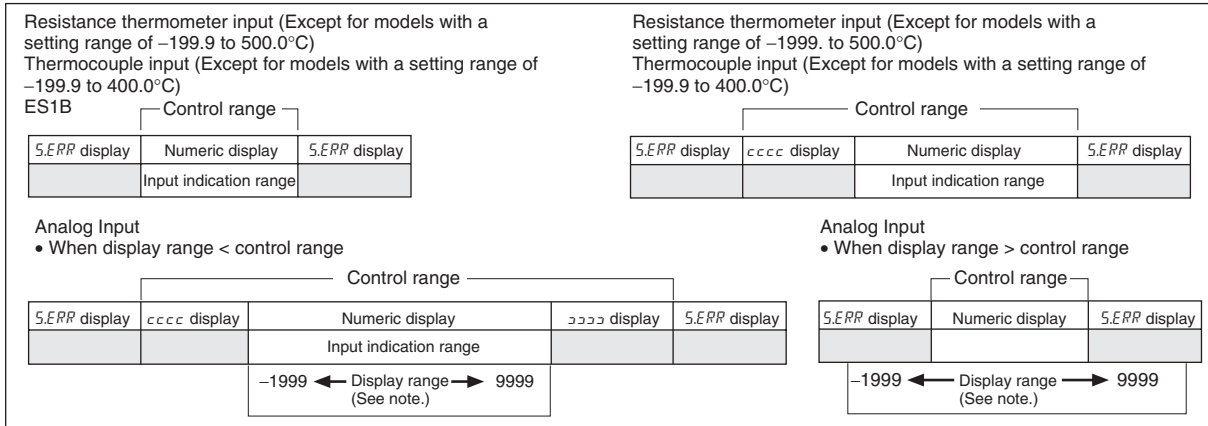 Resistance thermometer input (Except for models with a
setting range of –199.9 to 500.0°C)
Thermocouple input (Except for models with a setting range of
–199.9 to 400.0°C)
ES1B
Control range
S.ERR display Numeric display S.ERR display
Input indication range
Resistance thermometer input (Except for models with a
setting range of –1999. to 500.0°C)
Thermocouple input (Except for models with a setting range of
–199.9 to 400.0°C)
Control range
S.ERR display cccc display Numeric display S.ERR display
Input indication range
Analog Input
• When display range < control range
Control range
S.ERR display cccc display Numeric display ɔɔɔɔ display S.ERR display
Input indication range
–1999 Display range 9999
(See note.)
Analog Input
• When display range > control range
Control range
S.ERR display Numeric display S.ERR display
–1999 Display range 9999
(See note.)